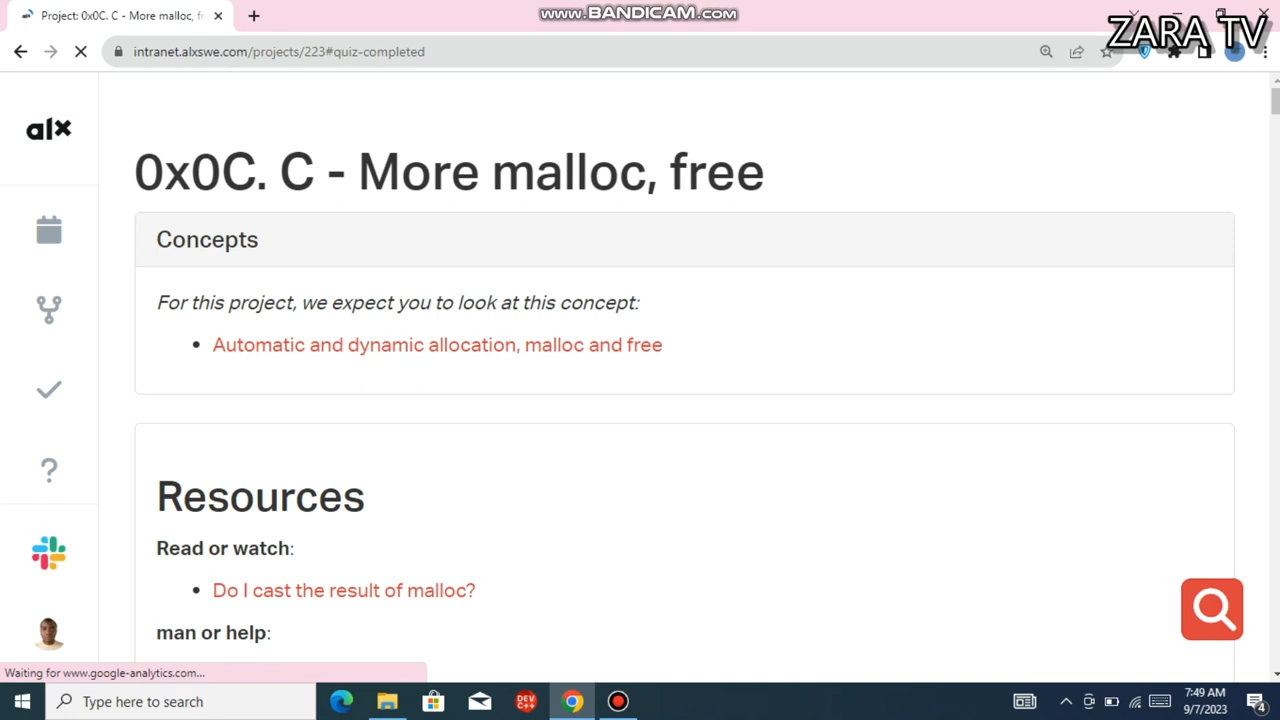 www.BANDICAM.com
ZARA TV
Project: 0x0C. C - More malloc, fr
intranet.alxswe.com/projects/223#quiz-completed
alx
0x0C. C - More malloc, free
Concepts
For this project, we expect you to look at this concept:
• Automatic and dynamic allocation, malloc and free
Resources
Read or watch:
• Do I cast the result of malloc?
man or help:
Waiting for www.google-analytics.com...
Type here to search
DEV C++
7:49 AM
9/7/2023
4